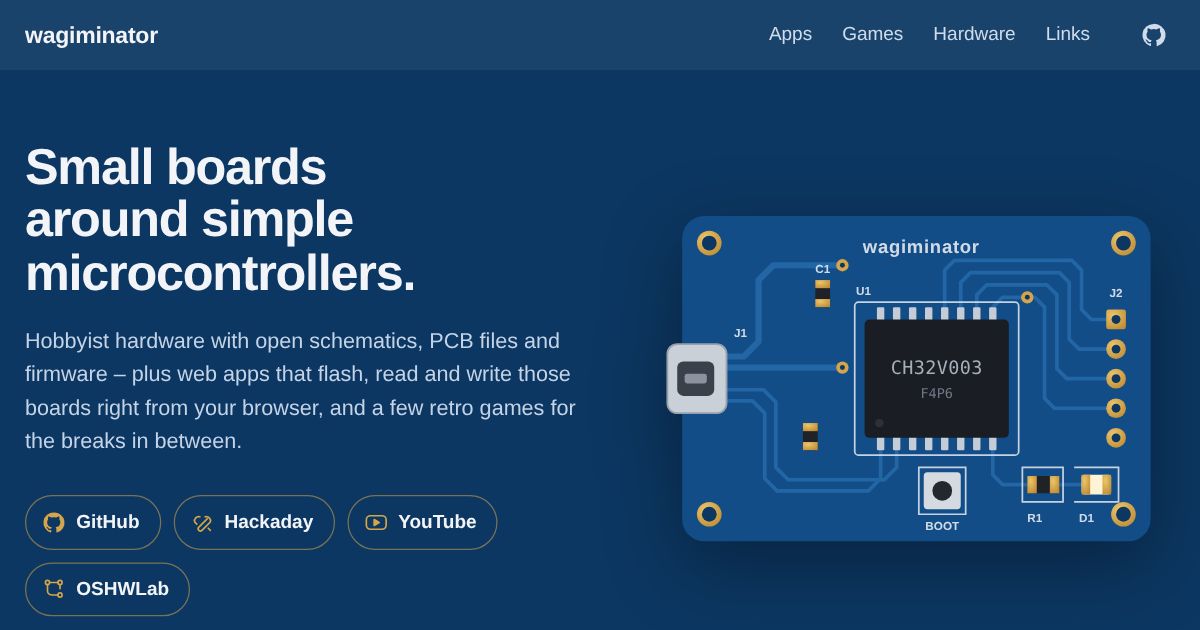 wagiminator
Apps Games Hardware Links
Small boards
around simple
microcontrollers.
Hobbyist hardware with open schematics, PCB files and
firmware – plus web apps that flash, read and write those
boards right from your browser, and a few retro games for
the breaks in between.
GitHub Hackaday YouTube
OSHWLab
wagiminator
C1
U1
J2
J1
CH32V003
F4P6
BOOT
R1
D1